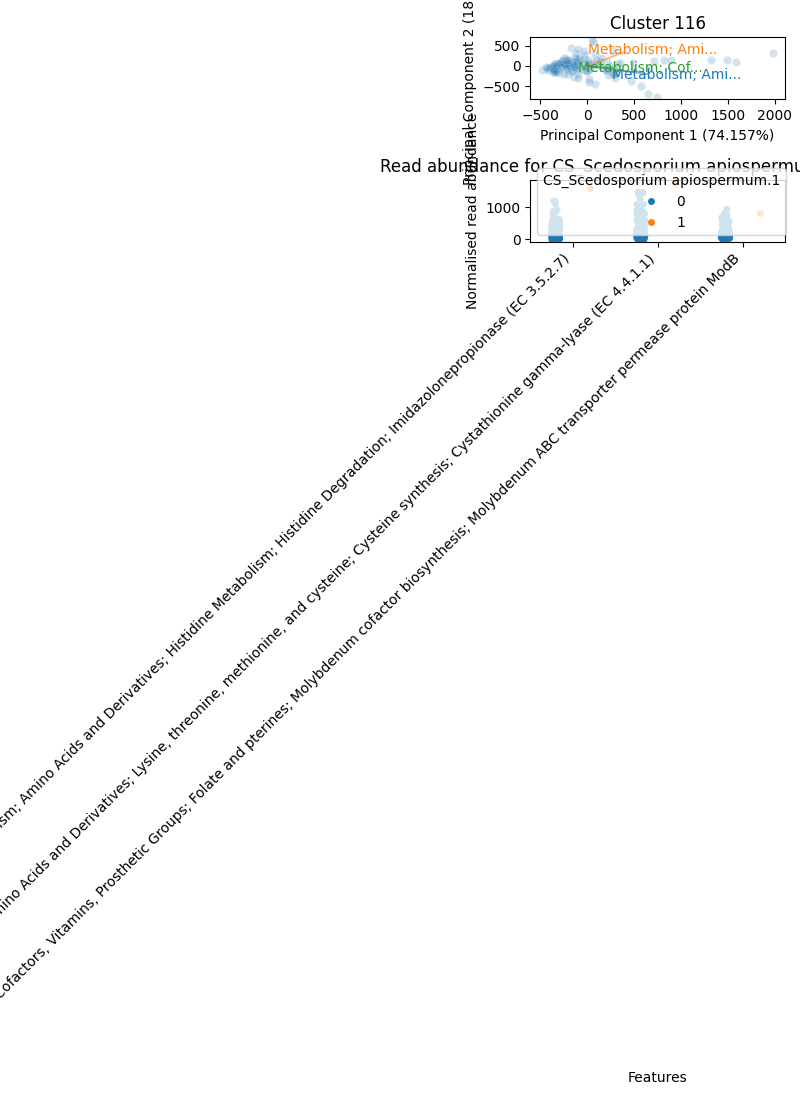 Cluster 116
Principal Component 2 (18
500
0
−500
Metabolism; Ami...
Metabolism; Cof...
Metabolism; Ami...
−500
0
500
1000
1500
2000
Principal Component 1 (74.157%)
Read abundance for CS_Scedosporium apiospermu
Normalised read abundance
1000
0
CS_Scedosporium apiospermum.1
0
1
sm; Amino Acids and Derivatives; Histidine Metabolism; Histidine Degradation; Imidazolonepropionase (EC 3.5.2.7)
mino Acids and Derivatives; Lysine, threonine, methionine, and cysteine; Cysteine synthesis; Cystathionine gamma-lyase (EC 4.4.1.1)
Cofactors, Vitamins, Prosthetic Groups; Folate and pterines; Molybdenum cofactor biosynthesis; Molybdenum ABC transporter permease protein ModB
Features